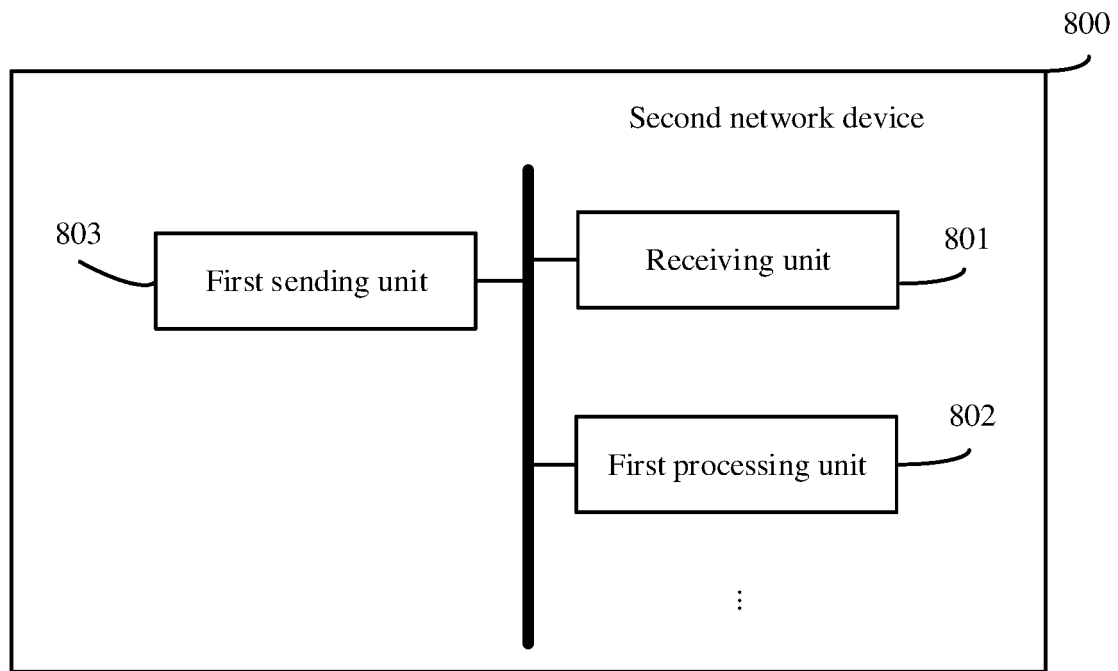 800
Second network device
803
First sending unit
Receiving unit
801
First processing unit
802
⋮